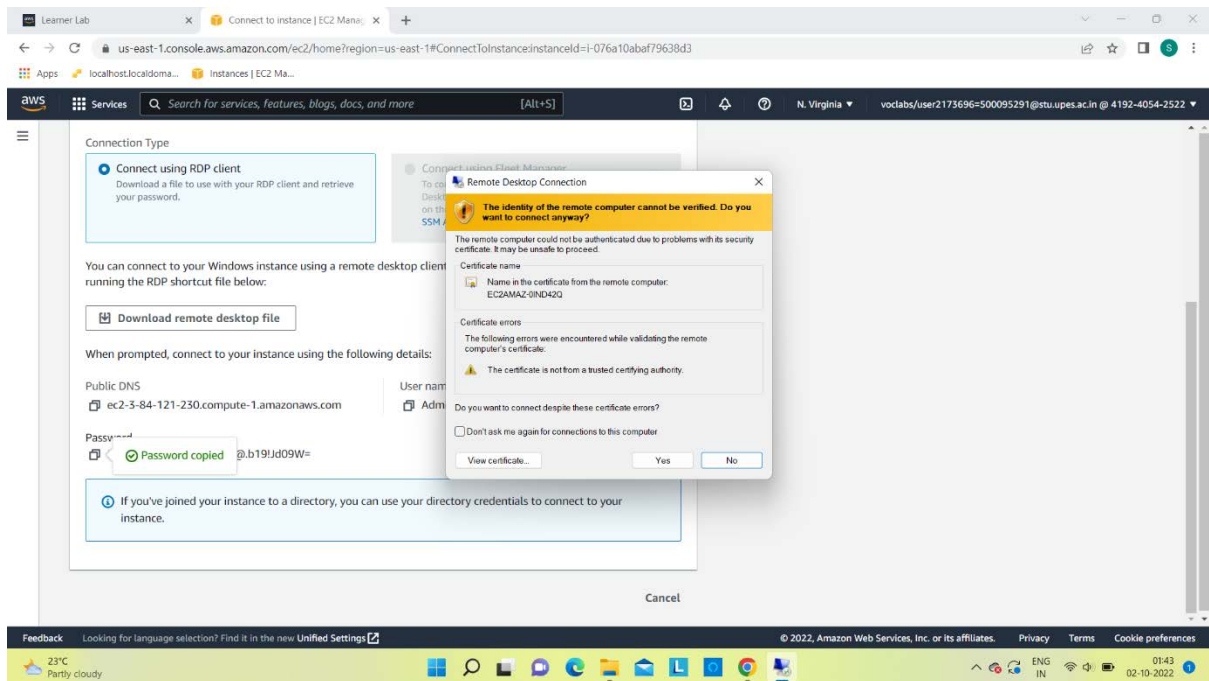 Learner Lab
Connect to instance | EC2 Manag
us-east-1.console.aws.amazon.com/ec2/home?region=us-east-1#ConnectToInstance:instanceId=i-076a10abaf79638d3
S
Apps
localhost.localdoma...
Instances | EC2 Ma...
aws
Services
Search for services, features, blogs, docs, and more
[Alt+S]
N. Virginia ▼
voclabs/user2173696=500095291@stu.upes.ac.in @ 4192-4054-2522 ▼
Connection Type
Connect using RDP client
Download a file to use with your RDP client and retrieve
your password.
Connect using Fleet Manager
To co
Deskt
on th
SSM A
You can connect to your Windows instance using a remote desktop client
running the RDP shortcut file below:
Download remote desktop file
When prompted, connect to your instance using the following details:
Public DNS
ec2-3-84-121-230.compute-1.amazonaws.com
User nam
Adm
Password
Password copied
@.b19!Jd09W=
If you've joined your instance to a directory, you can use your directory credentials to connect to your
instance.
Cancel
Remote Desktop Connection
The identity of the remote computer cannot be verified. Do you
want to connect anyway?
The remote computer could not be authenticated due to problems with its security
certificate. It may be unsafe to proceed.
Certificate name
Name in the certificate from the remote computer:
EC2AMAZ-0IND42Q
Certificate errors
The following errors were encountered while validating the remote
computer's certificate:
The certificate is not from a trusted certifying authority.
Do you want to connect despite these certificate errors?
Don't ask me again for connections to this computer
View certificate...
Yes
No
Feedback
Looking for language selection? Find it in the new Unified Settings
© 2022, Amazon Web Services, Inc. or its affiliates.
Privacy
Terms
Cookie preferences
23°C
Partly cloudy
L
ENG
IN
01:43
02-10-2022
1